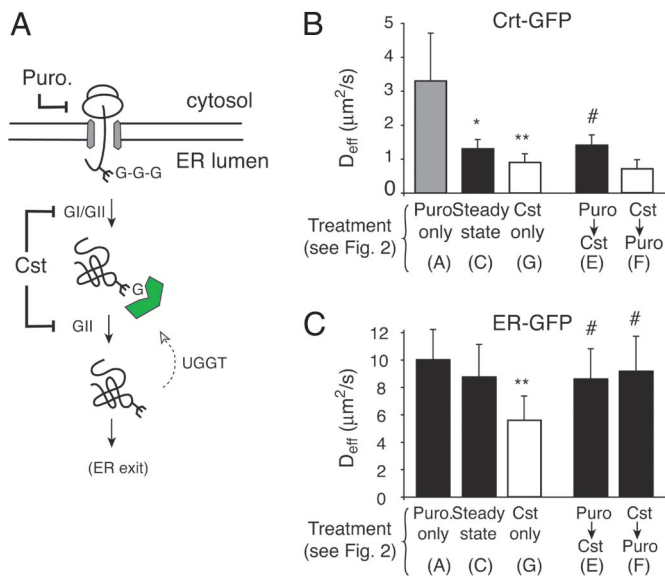 A
Puro.
cytosol
ER lumen
G-G-G
GI/GII
Cst
G
GII
UGGT
(ER exit)
B
Crt-GFP
Deff (μm2/s)
5
4
3
2
1
0
*
**
#
Treatment
(see Fig. 2)
Puro Steady Cst Puro Cst
only state only Cst Puro
(A) (C) (G) (E) (F)
C
ER-GFP
Deff (μm2/s)
12
10
8
6
4
2
0
**
#
#
Treatment
(see Fig. 2)
Puro. Steady Cst Puro Cst
only state only Cst Puro
(A) (C) (G) (E) (F)